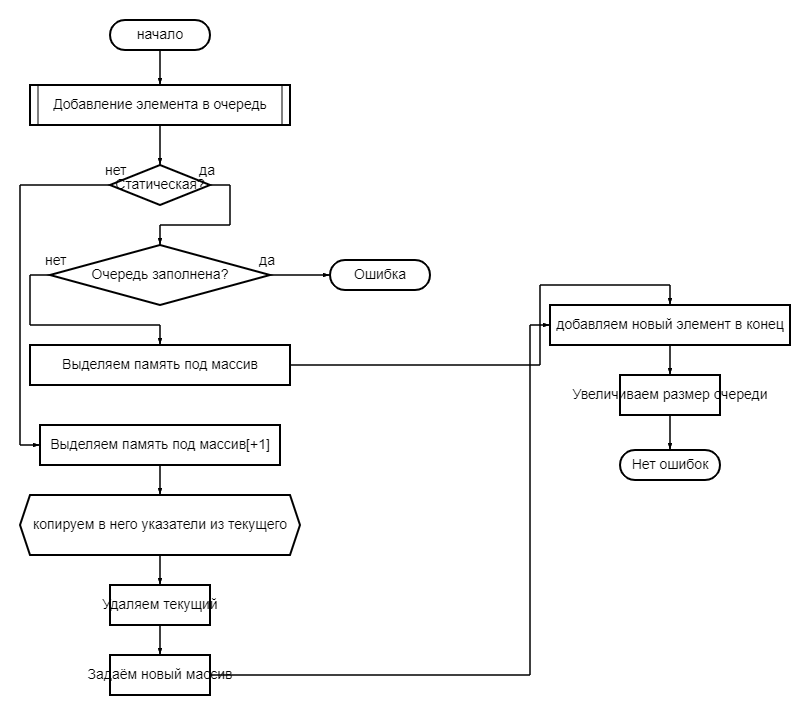 начало
Добавление элемента в очередь
нет
да
Статическая?
нет
да
Очередь заполнена?
Ошибка
Выделяем память под массив
Выделяем память под массив[+1]
копируем в него указатели из текущего
Удаляем текущий
Задаём новый массив
добавляем новый элемент в конец
Увеличиваем размер очереди
Нет ошибок